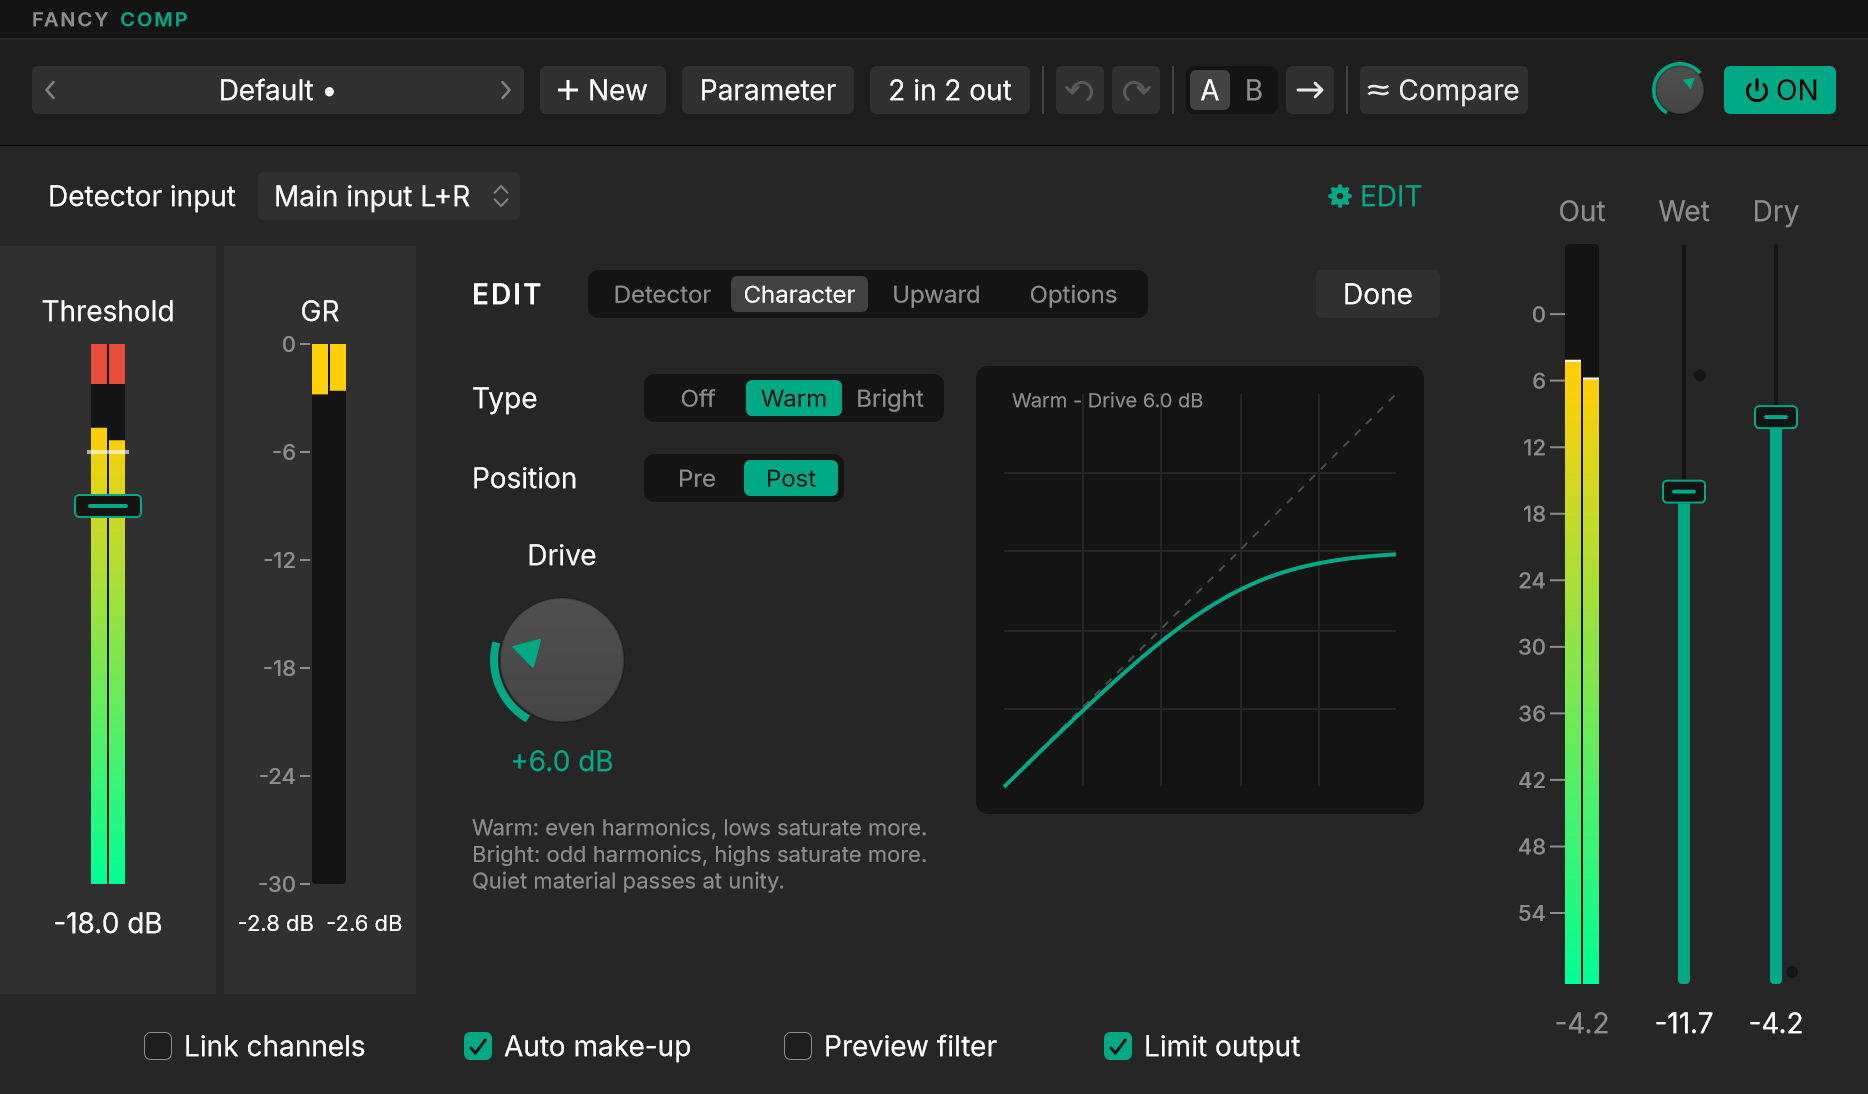 FANCY COMP
Default •
+ New
Parameter
2 in 2 out
A B
→
≈ Compare
ON
Detector input
Main input L+R
EDIT
Out Wet Dry
Threshold
GR
EDIT
Detector Character Upward Options
Done
0
-6
-12
-18
-24
-30
-18.0 dB
-2.8 dB -2.6 dB
Type
Off Warm Bright
Position
Pre Post
Drive
+6.0 dB
Warm: even harmonics, lows saturate more.
Bright: odd harmonics, highs saturate more.
Quiet material passes at unity.
Warm - Drive 6.0 dB
0
6
12
18
24
30
36
42
48
54
-4.2 -11.7 -4.2
Link channels
Auto make-up
Preview filter
Limit output